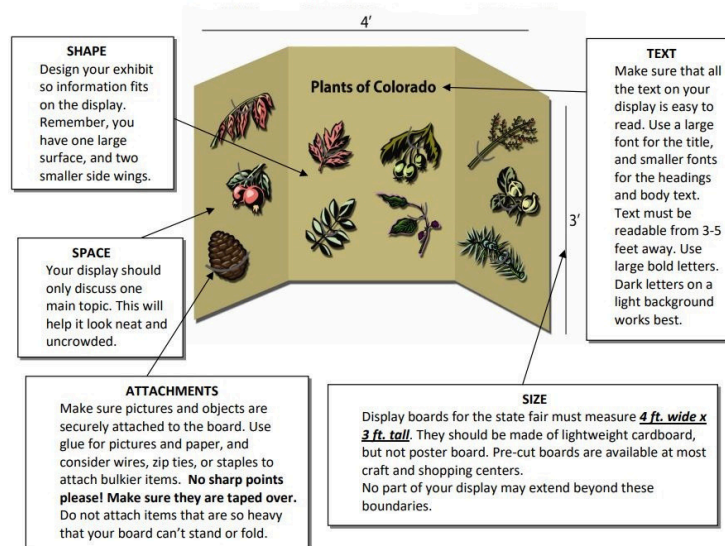 4’
SHAPE
Design your exhibit
so information fits
on the display.
Remember, you
have one large
surface, and two
smaller side wings.
Plants of Colorado
TEXT
Make sure that all
the text on your
display is easy to
read. Use a large
font for the title,
and smaller fonts
for the headings
and body text.
Text must be
readable from 3-5
feet away. Use
large bold letters.
Dark letters on a
light background
works best.
3’
SPACE
Your display should
only discuss one
main topic. This will
help it look neat and
uncrowded.
ATTACHMENTS
Make sure pictures and objects are
securely attached to the board. Use
glue for pictures and paper, and
consider wires, zip ties, or staples to
attach bulkier items. No sharp points
please! Make sure they are taped over.
Do not attach items that are so heavy
that your board can’t stand or fold.
SIZE
Display boards for the state fair must measure 4 ft. wide x
3 ft. tall. They should be made of lightweight cardboard,
but not poster board. Pre-cut boards are available at most
craft and shopping centers.
No part of your display may extend beyond these
boundaries.